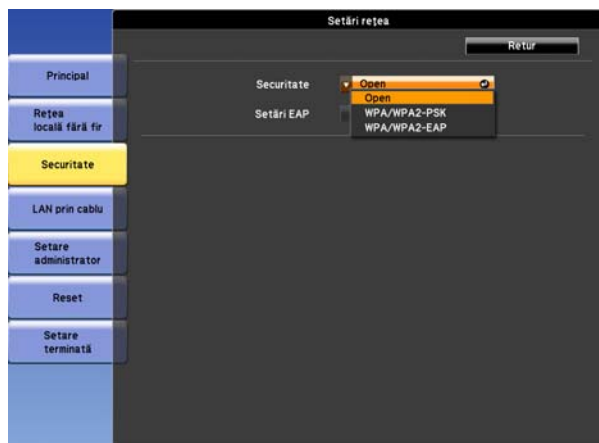 Setări rețea
Retur
Principal
Rețea
locală fără fir
Securitate
LAN prin cablu
Setare
administrator
Reset
Setare
terminată
Securitate
Open
Open
WPA/WPA2-PSK
WPA/WPA2-EAP
Setări EAP